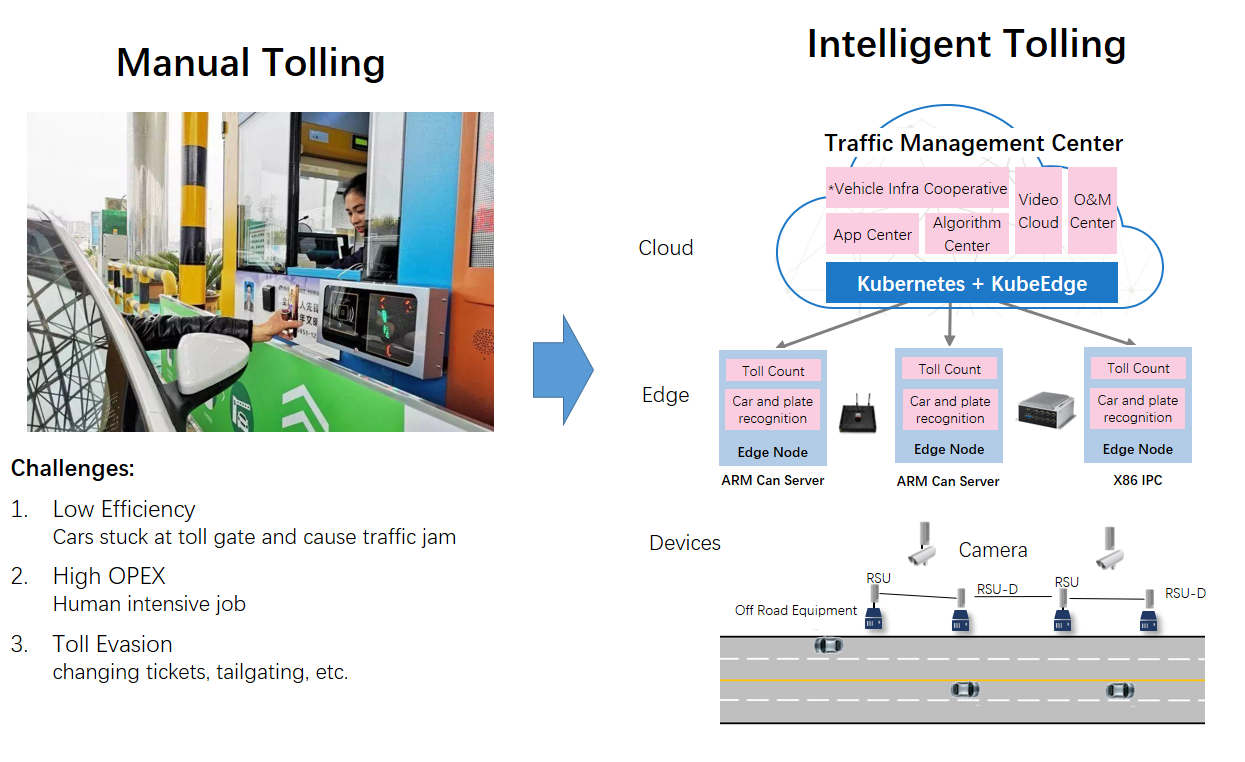 Manual Tolling
Challenges:
1. Low Efficiency
Cars stuck at toll gate and cause traffic jam
2. High OPEX
Human intensive job
3. Toll Evasion
changing tickets, tailgating, etc.
Intelligent Tolling
Cloud
Traffic Management Center
*Vehicle Infra Cooperative
Video
Cloud
O&M
Center
App Center
Algorithm
Center
Kubernetes + KubeEdge
Edge
Toll Count
Car and plate
recognition
Edge Node
ARM Can Server
Toll Count
Car and plate
recognition
Edge Node
ARM Can Server
Toll Count
Car and plate
recognition
Edge Node
X86 IPC
Devices
Camera
RSU
RSU-D
RSU
RSU-D
Off Road Equipment